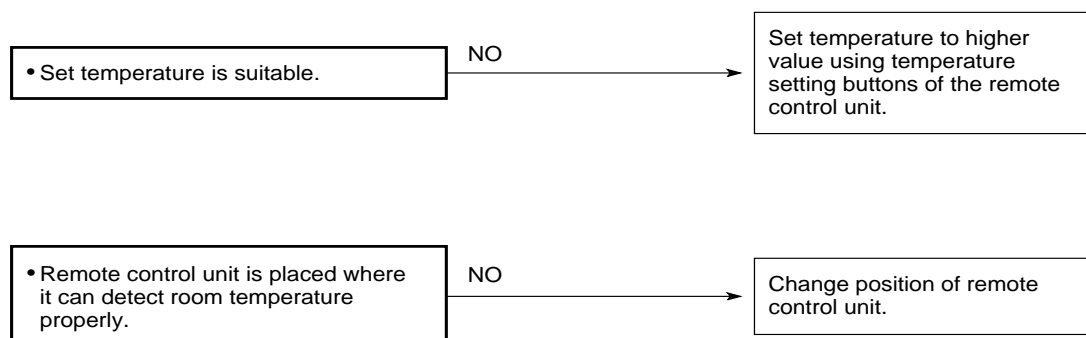 • Set temperature is suitable.
NO
Set temperature to higher
value using temperature
setting buttons of the remote
control unit.
• Remote control unit is placed where
it can detect room temperature
properly.
NO
Change position of remote
control unit.